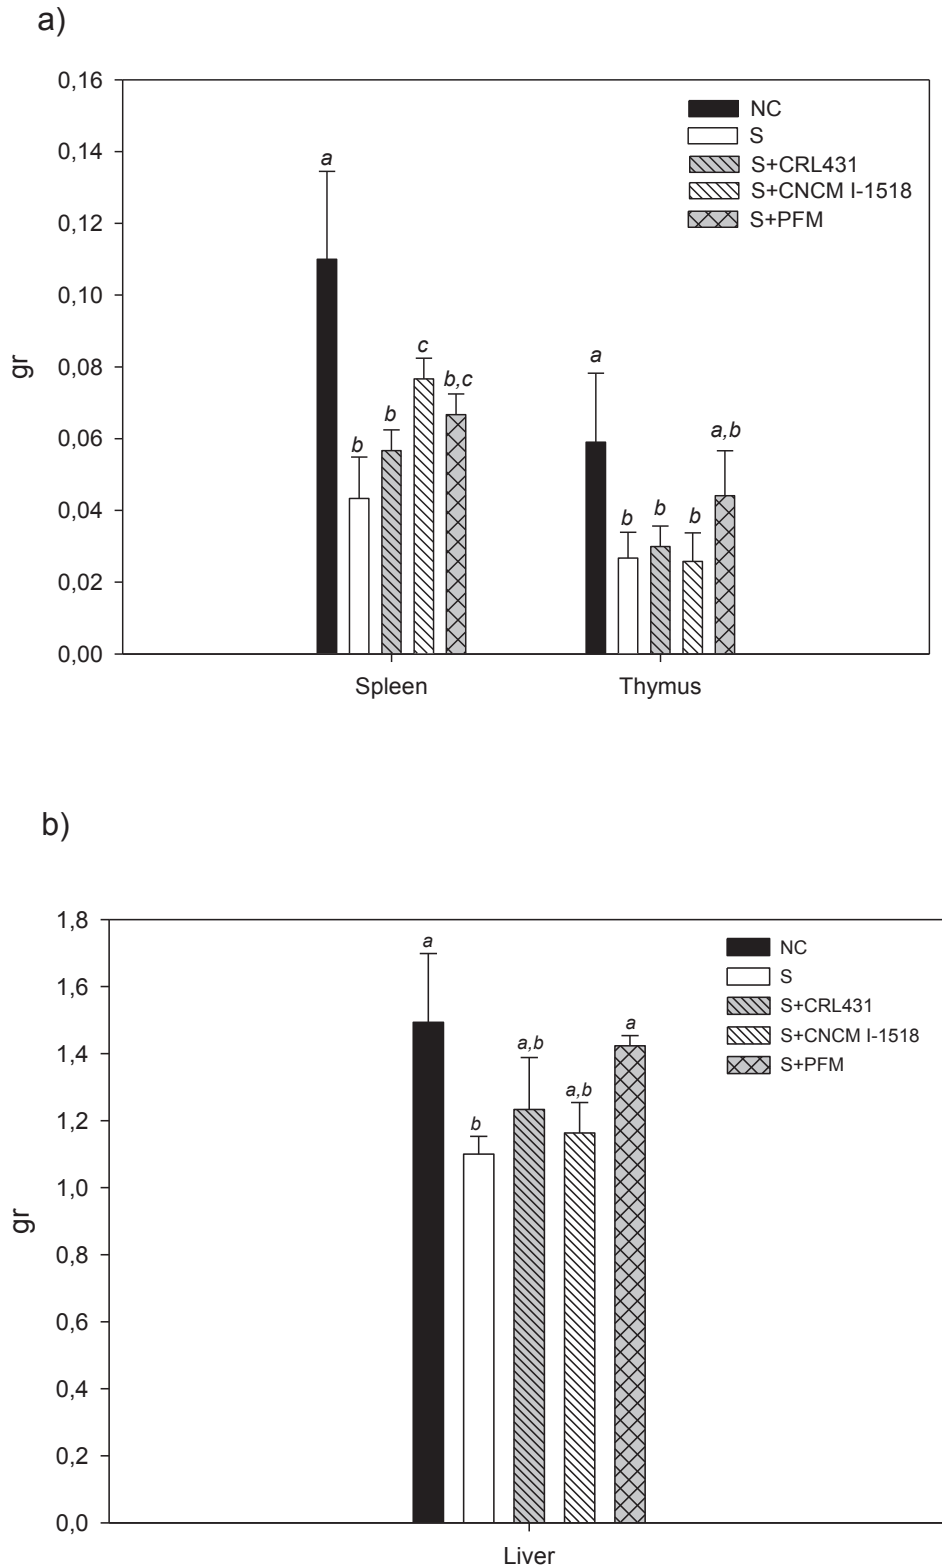 a)
0,16
0,14
0,12
0,10
0,08
0,06
0,04
0,02
0,00
gr
NC
S
S+CRL431
S+CNCM I-1518
S+PFM
a
b
b
c
b,c
a
b
b
b
a,b
Spleen
Thymus
b)
1,8
1,6
1,4
1,2
1,0
0,8
0,6
0,4
0,2
0,0
gr
NC
S
S+CRL431
S+CNCM I-1518
S+PFM
a
b
a,b
a,b
a
Liver